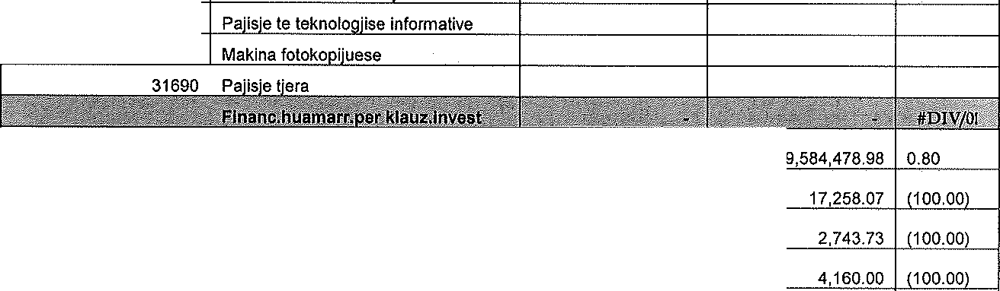 Pajisje te teknologjise informative
Makina fotokopijuese
31690 Pajisje tjera
Financ.huamarr.per klauz.invest - - #DIV/0!
9,584,478.98 0.80
17,258.07 (100.00)
2,743.73 (100.00)
4,160.00 (100.00)